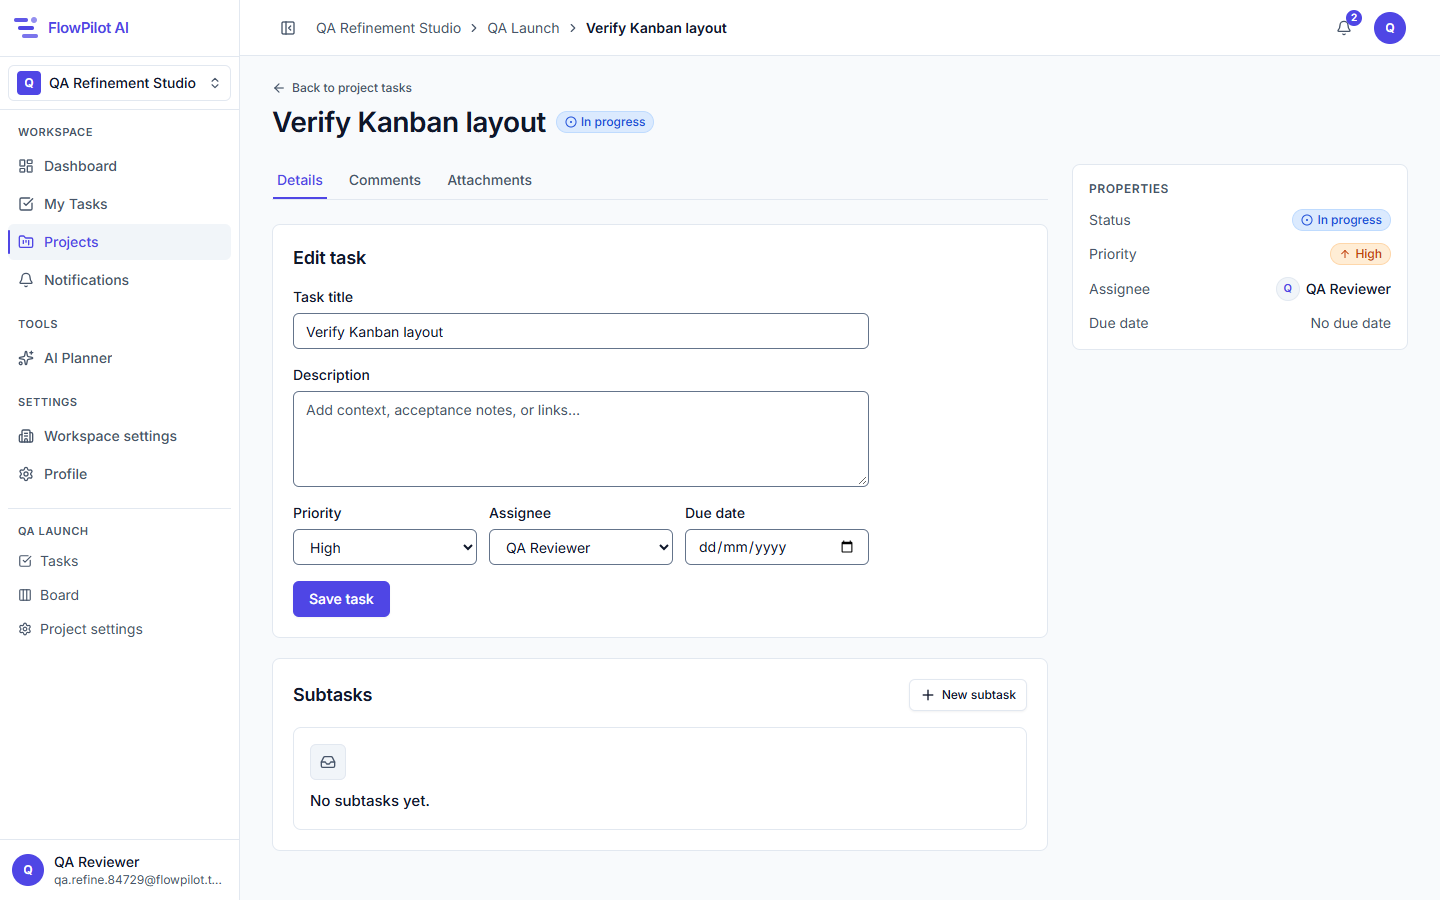 FlowPilot AI
Q QA Refinement Studio
WORKSPACE
Dashboard
My Tasks
Projects
Notifications
TOOLS
AI Planner
SETTINGS
Workspace settings
Profile
QA LAUNCH
Tasks
Board
Project settings
Q QA Reviewer
qa.refine.84729@flowpilot.t...
QA Refinement Studio > QA Launch > Verify Kanban layout
2
Q
Back to project tasks
Verify Kanban layout In progress
Details Comments Attachments
Edit task
Task title
Verify Kanban layout
Description
Add context, acceptance notes, or links...
Priority Assignee Due date
High QA Reviewer dd/mm/yyyy
Save task
Subtasks
New subtask
No subtasks yet.
PROPERTIES
Status In progress
Priority High
Assignee Q QA Reviewer
Due date No due date